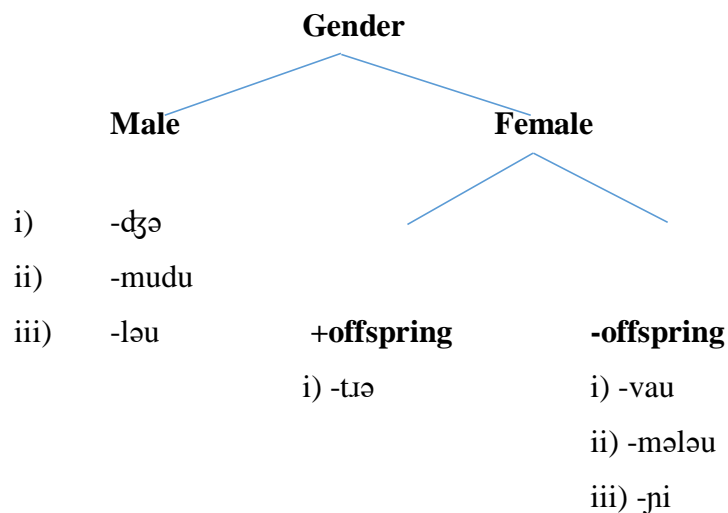 Gender
Male Female
i) -ʤə
ii) -mudu
iii) -ləu +offspring -offspring
i) -tɹə i) -vau
ii) -mələu
iii) -ɲi